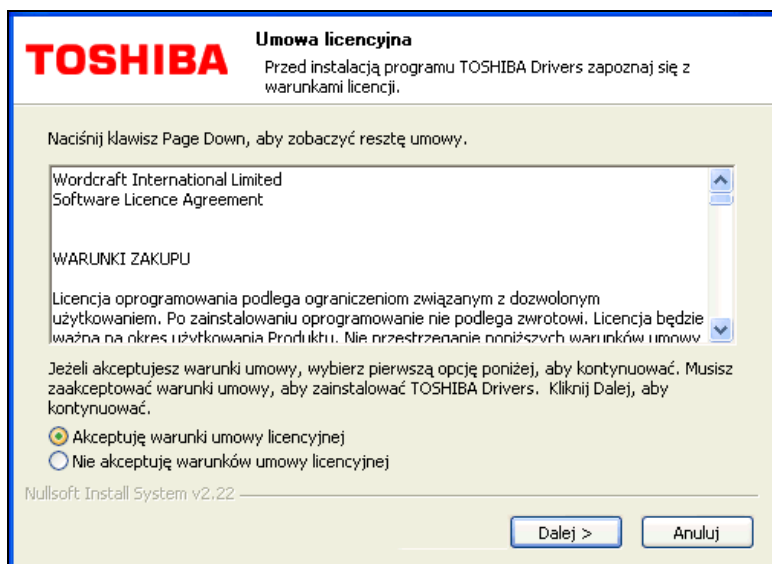 TOSHIBA
Umowa licencyjna
Przed instalacją programu TOSHIBA Drivers zapoznaj się z
warunkami licencji.
Naciśnij klawisz Page Down, aby zobaczyć resztę umowy.
Wordcraft International Limited
Software Licence Agreement
WARUNKI ZAKUPU
Licencja oprogramowania podlega ograniczeniom związanym z dozwolonym
użytkowaniem. Po zainstalowaniu oprogramowanie nie podlega zwrotowi. Licencja będzie
ważna na okres użytkowania Produktu. Nie przestrzeganie poniższych warunków umowy
Jeżeli akceptujesz warunki umowy, wybierz pierwszą opcję poniżej, aby kontynuować. Musisz
zaakceptować warunki umowy, aby zainstalować TOSHIBA Drivers. Kliknij Dalej, aby
kontynuować.
Akceptuję warunki umowy licencyjnej
Nie akceptuję warunków umowy licencyjnej
Nullsoft Install System v2.22
Dalej >
Anuluj